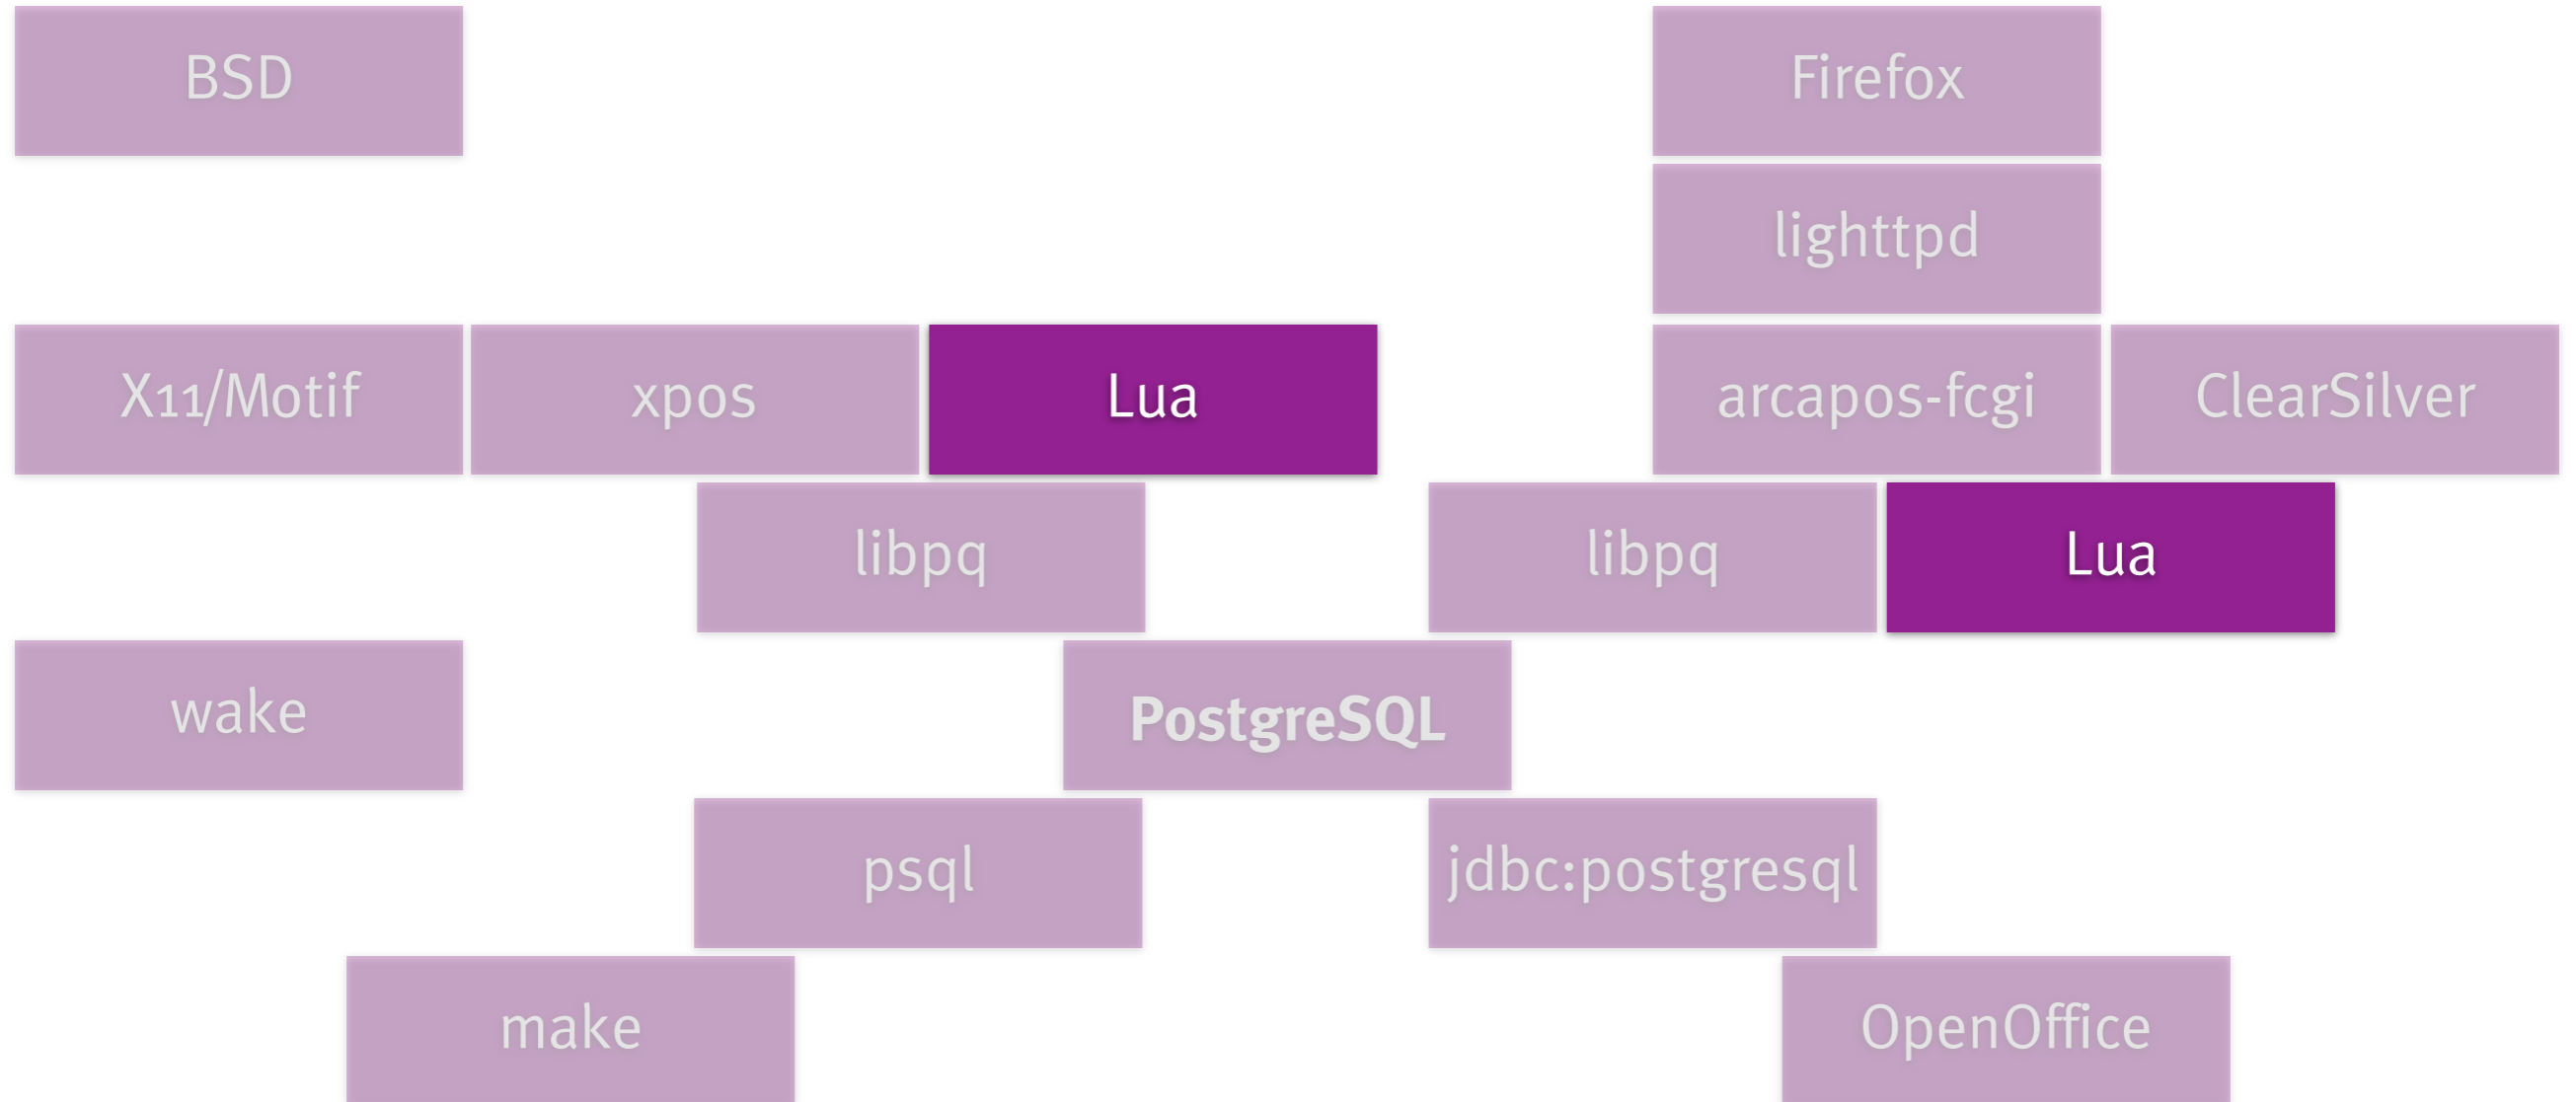 BSD
Firefox
lighttpd
X11/Motif
xpos
Lua
arcapos-fcgi
ClearSilver
libpq
libpq
Lua
wake
PostgreSQL
psql
jdbc:postgresql
make
OpenOffice